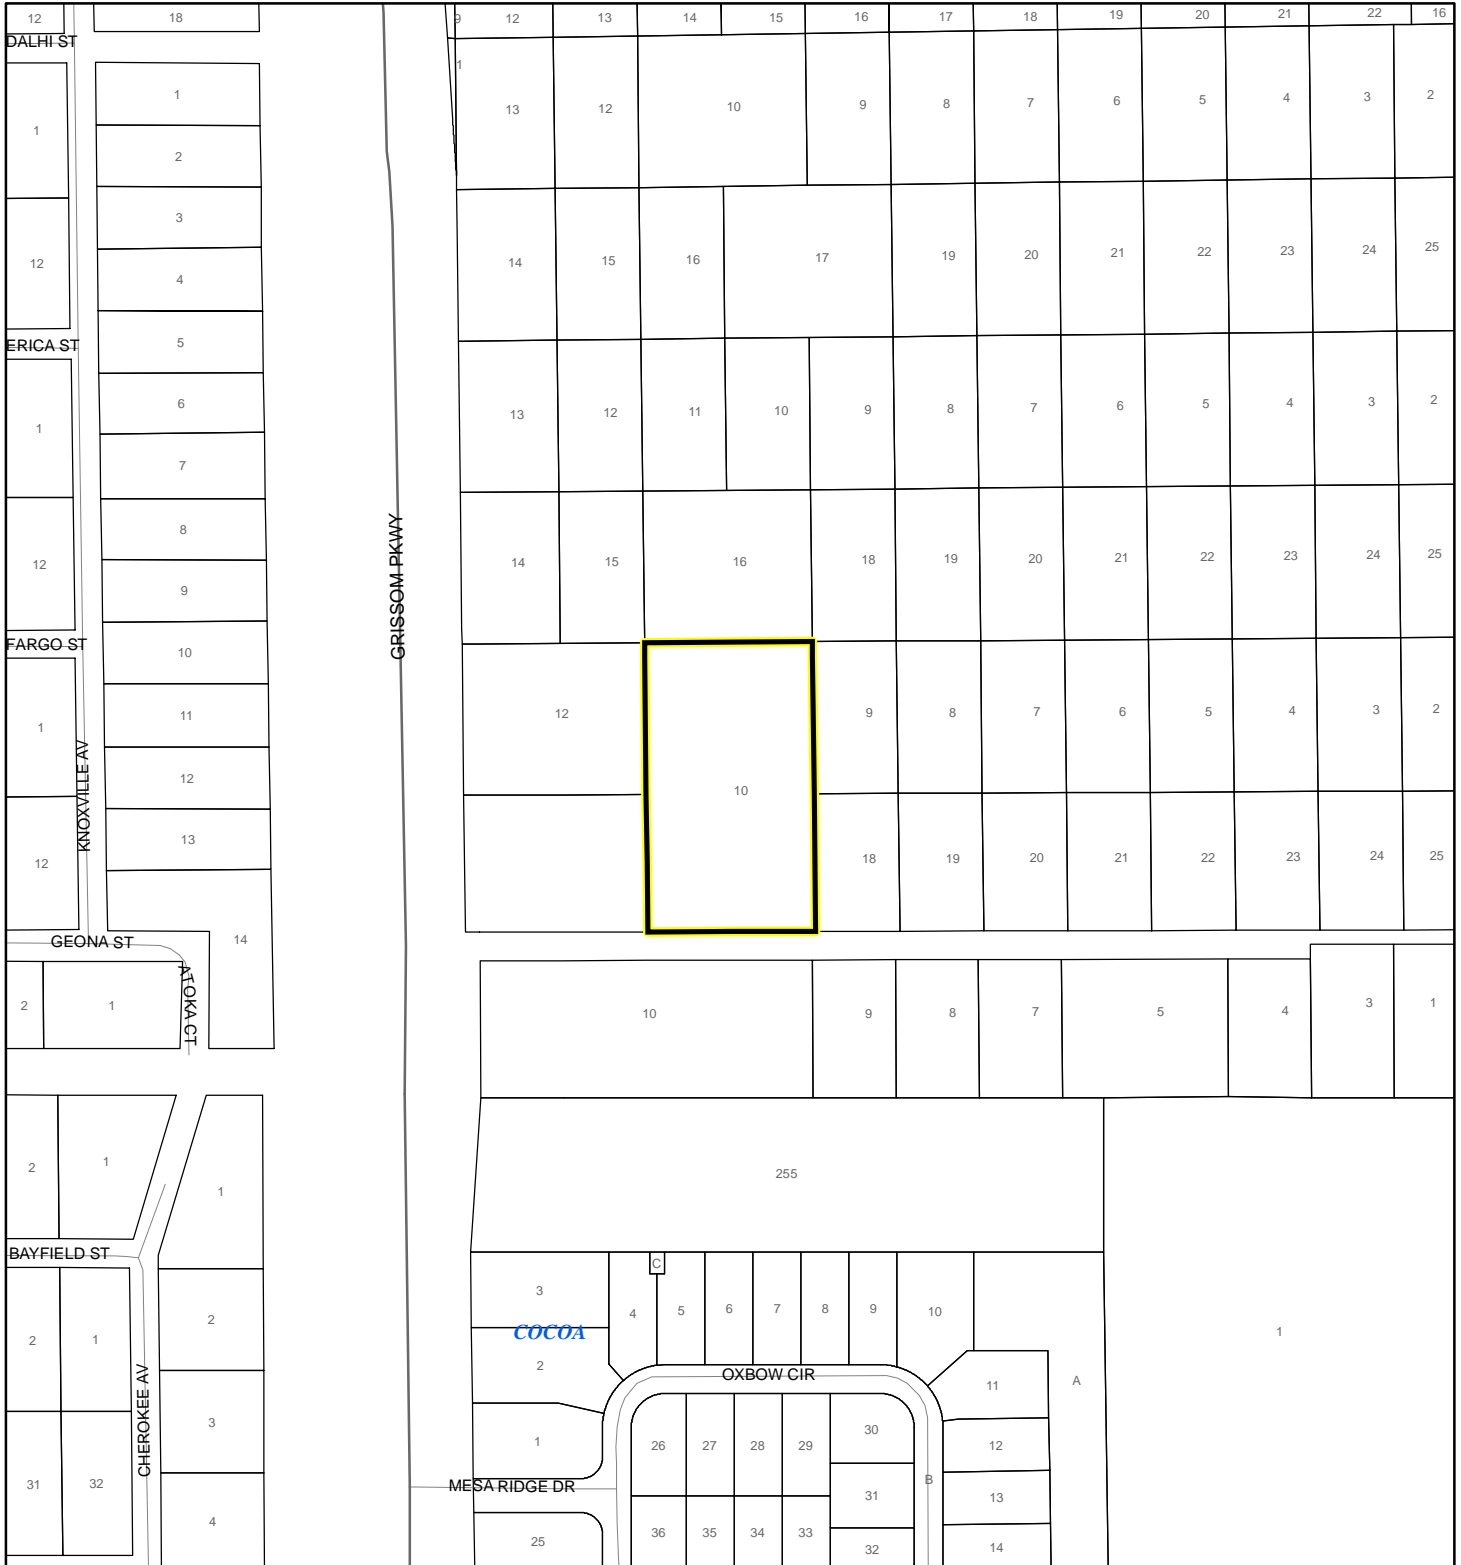 12 18 9 12 13 14 15 16 17 18 19 20 21 22 16
DALHI ST
1
1 13 12 10 9 8 7 6 5 4 3 2
1
2
3
12 14 15 16 17 19 20 21 22 23 24 25
4
ERICA ST 5
6
1 13 12 11 10 9 8 7 6 5 4 3 2
7
8
GRISSOM PKWY
12 14 15 16 18 19 20 21 22 23 24 25
9
FARGO ST
10
1 11 12 9 8 7 6 5 4 3 2
KNOXVILLE AV
12
10
13
12 18 19 20 21 22 23 24 25
GEONA ST 14
ATOKA CT
2 1 10 9 8 7 5 4 3 1
2 1 1 255
BAYFIELD ST
C
3 4 5 6 7 8 9 10
COCOA
2 1 2 2 1
OXBOW CIR
11 A
CHEROKEE AV
3 1 26 27 28 29 30 12
31 32 MESA RIDGE DR 31 B 13
4 25 36 35 34 33 32 14